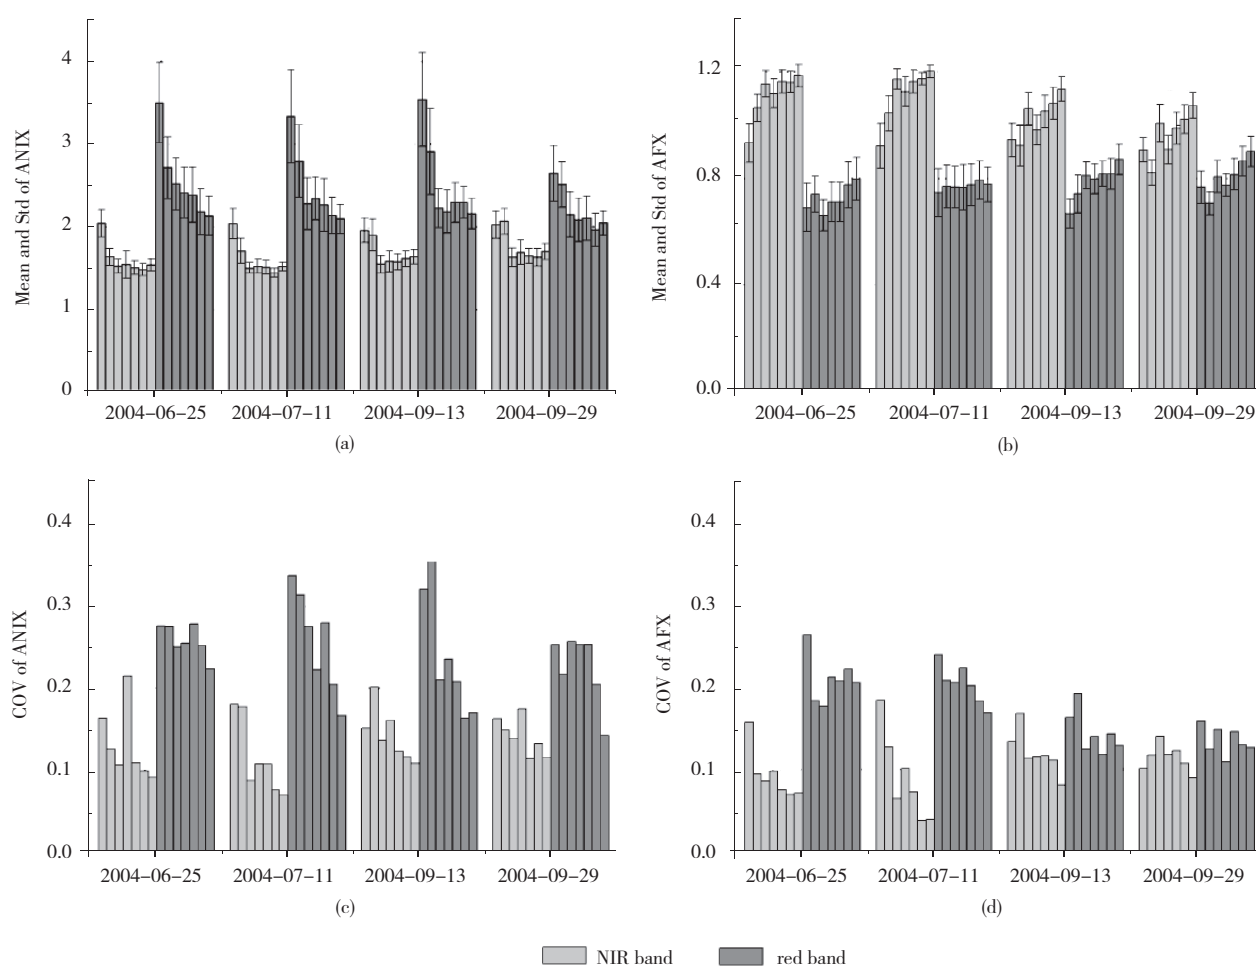 Mean and Std of ANIX
4
3
2
1
0
2004-06-25 2004-07-11 2004-09-13 2004-09-29
(a)
Mean and Std of AFX
1.2
0.8
0.4
0.0
2004-06-25 2004-07-11 2004-09-13 2004-09-29
(b)
COV of ANIX
0.4
0.3
0.2
0.1
0.0
2004-06-25 2004-07-11 2004-09-13 2004-09-29
(c)
COV of AFX
0.4
0.3
0.2
0.1
0.0
2004-06-25 2004-07-11 2004-09-13 2004-09-29
(d)
NIR band red band